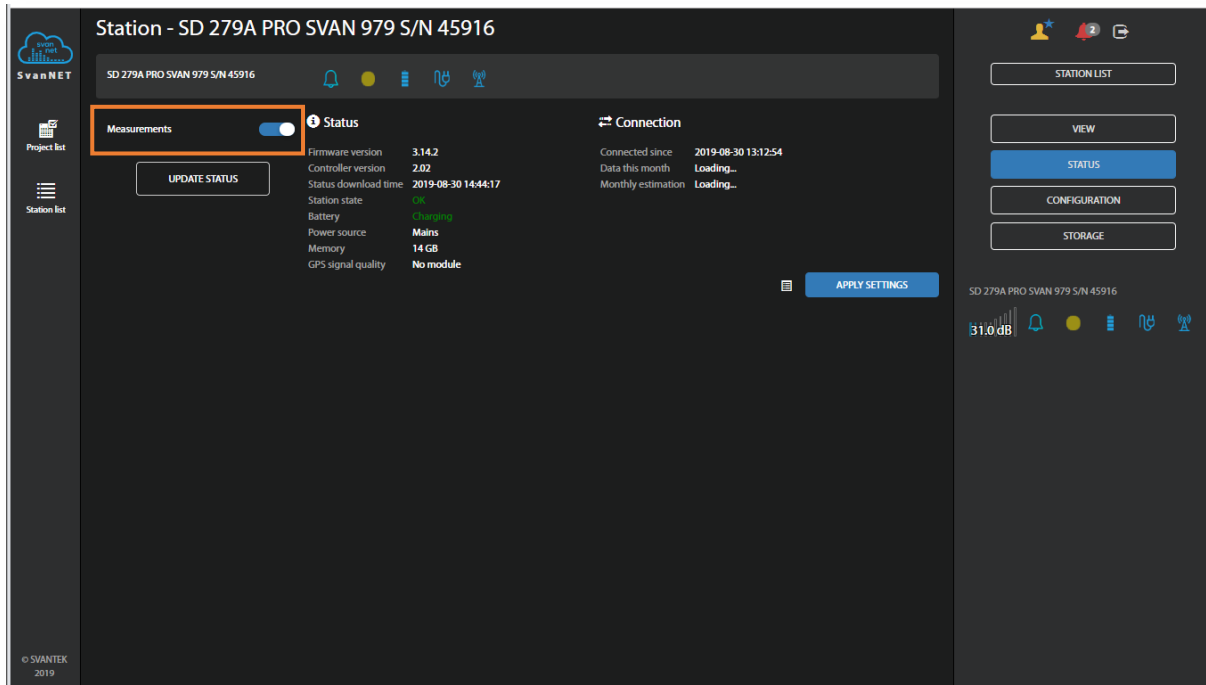 svan
net
SvanNET
Project list
Station list
© SVANTEK
2019
Station - SD 279A PRO SVAN 979 S/N 45916
SD 279A PRO SVAN 979 S/N 45916
Measurements
UPDATE STATUS
Status
Firmware version 3.14.2
Controller version 2.02
Status download time 2019-08-30 14:44:17
Station state OK
Battery Charging
Power source Mains
Memory 14 GB
GPS signal quality No module
Connection
Connected since 2019-08-30 13:12:54
Data this month Loading...
Monthly estimation Loading...
APPLY SETTINGS
2
STATION LIST
VIEW
STATUS
CONFIGURATION
STORAGE
SD 279A PRO SVAN 979 S/N 45916
31.0 dB